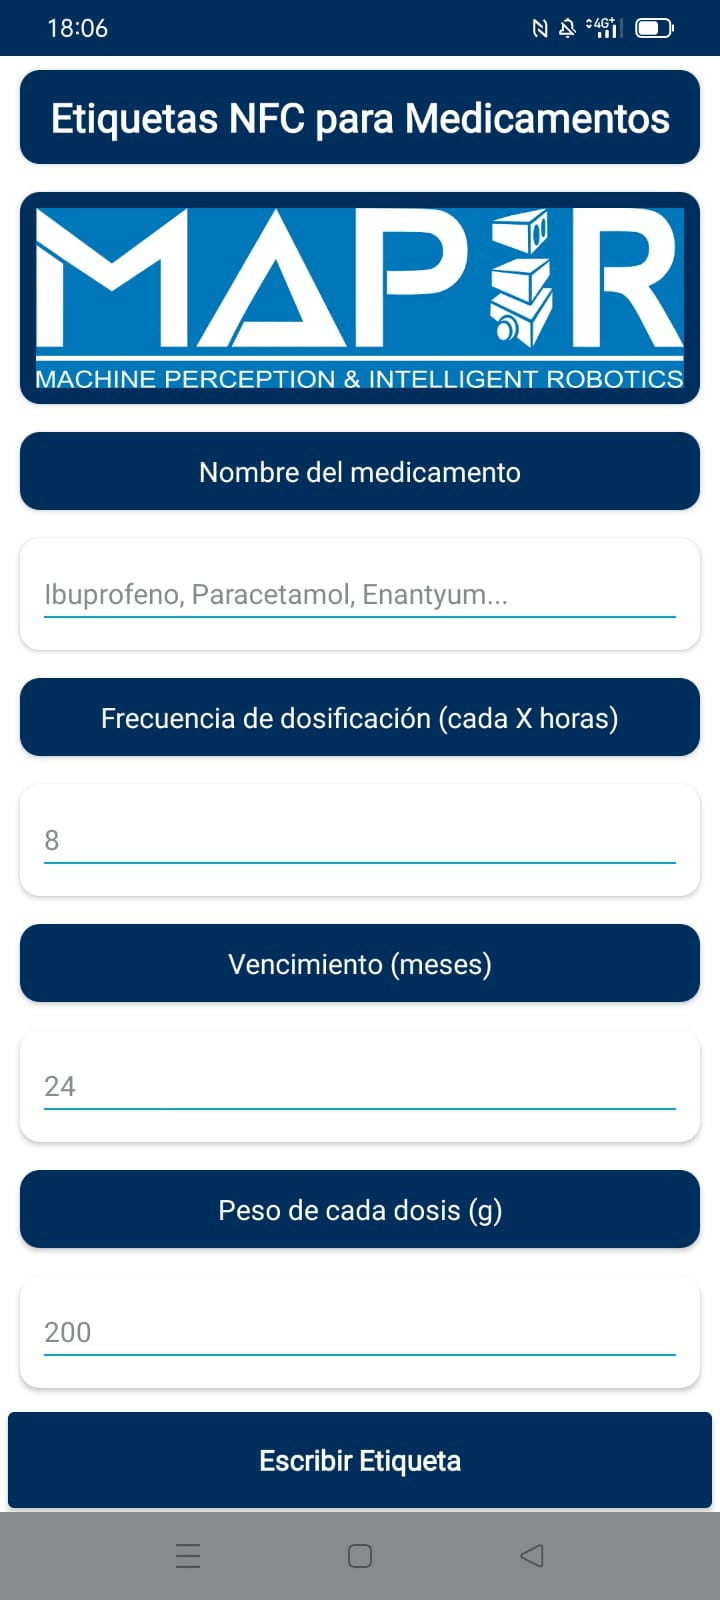 18:06
4G+
Etiquetas NFC para Medicamentos
MAPIR
MACHINE PERCEPTION & INTELLIGENT ROBOTICS
Nombre del medicamento
Ibuprofeno, Paracetamol, Enantyum...
Frecuencia de dosificación (cada X horas)
8
Vencimiento (meses)
24
Peso de cada dosis (g)
200
Escribir Etiqueta